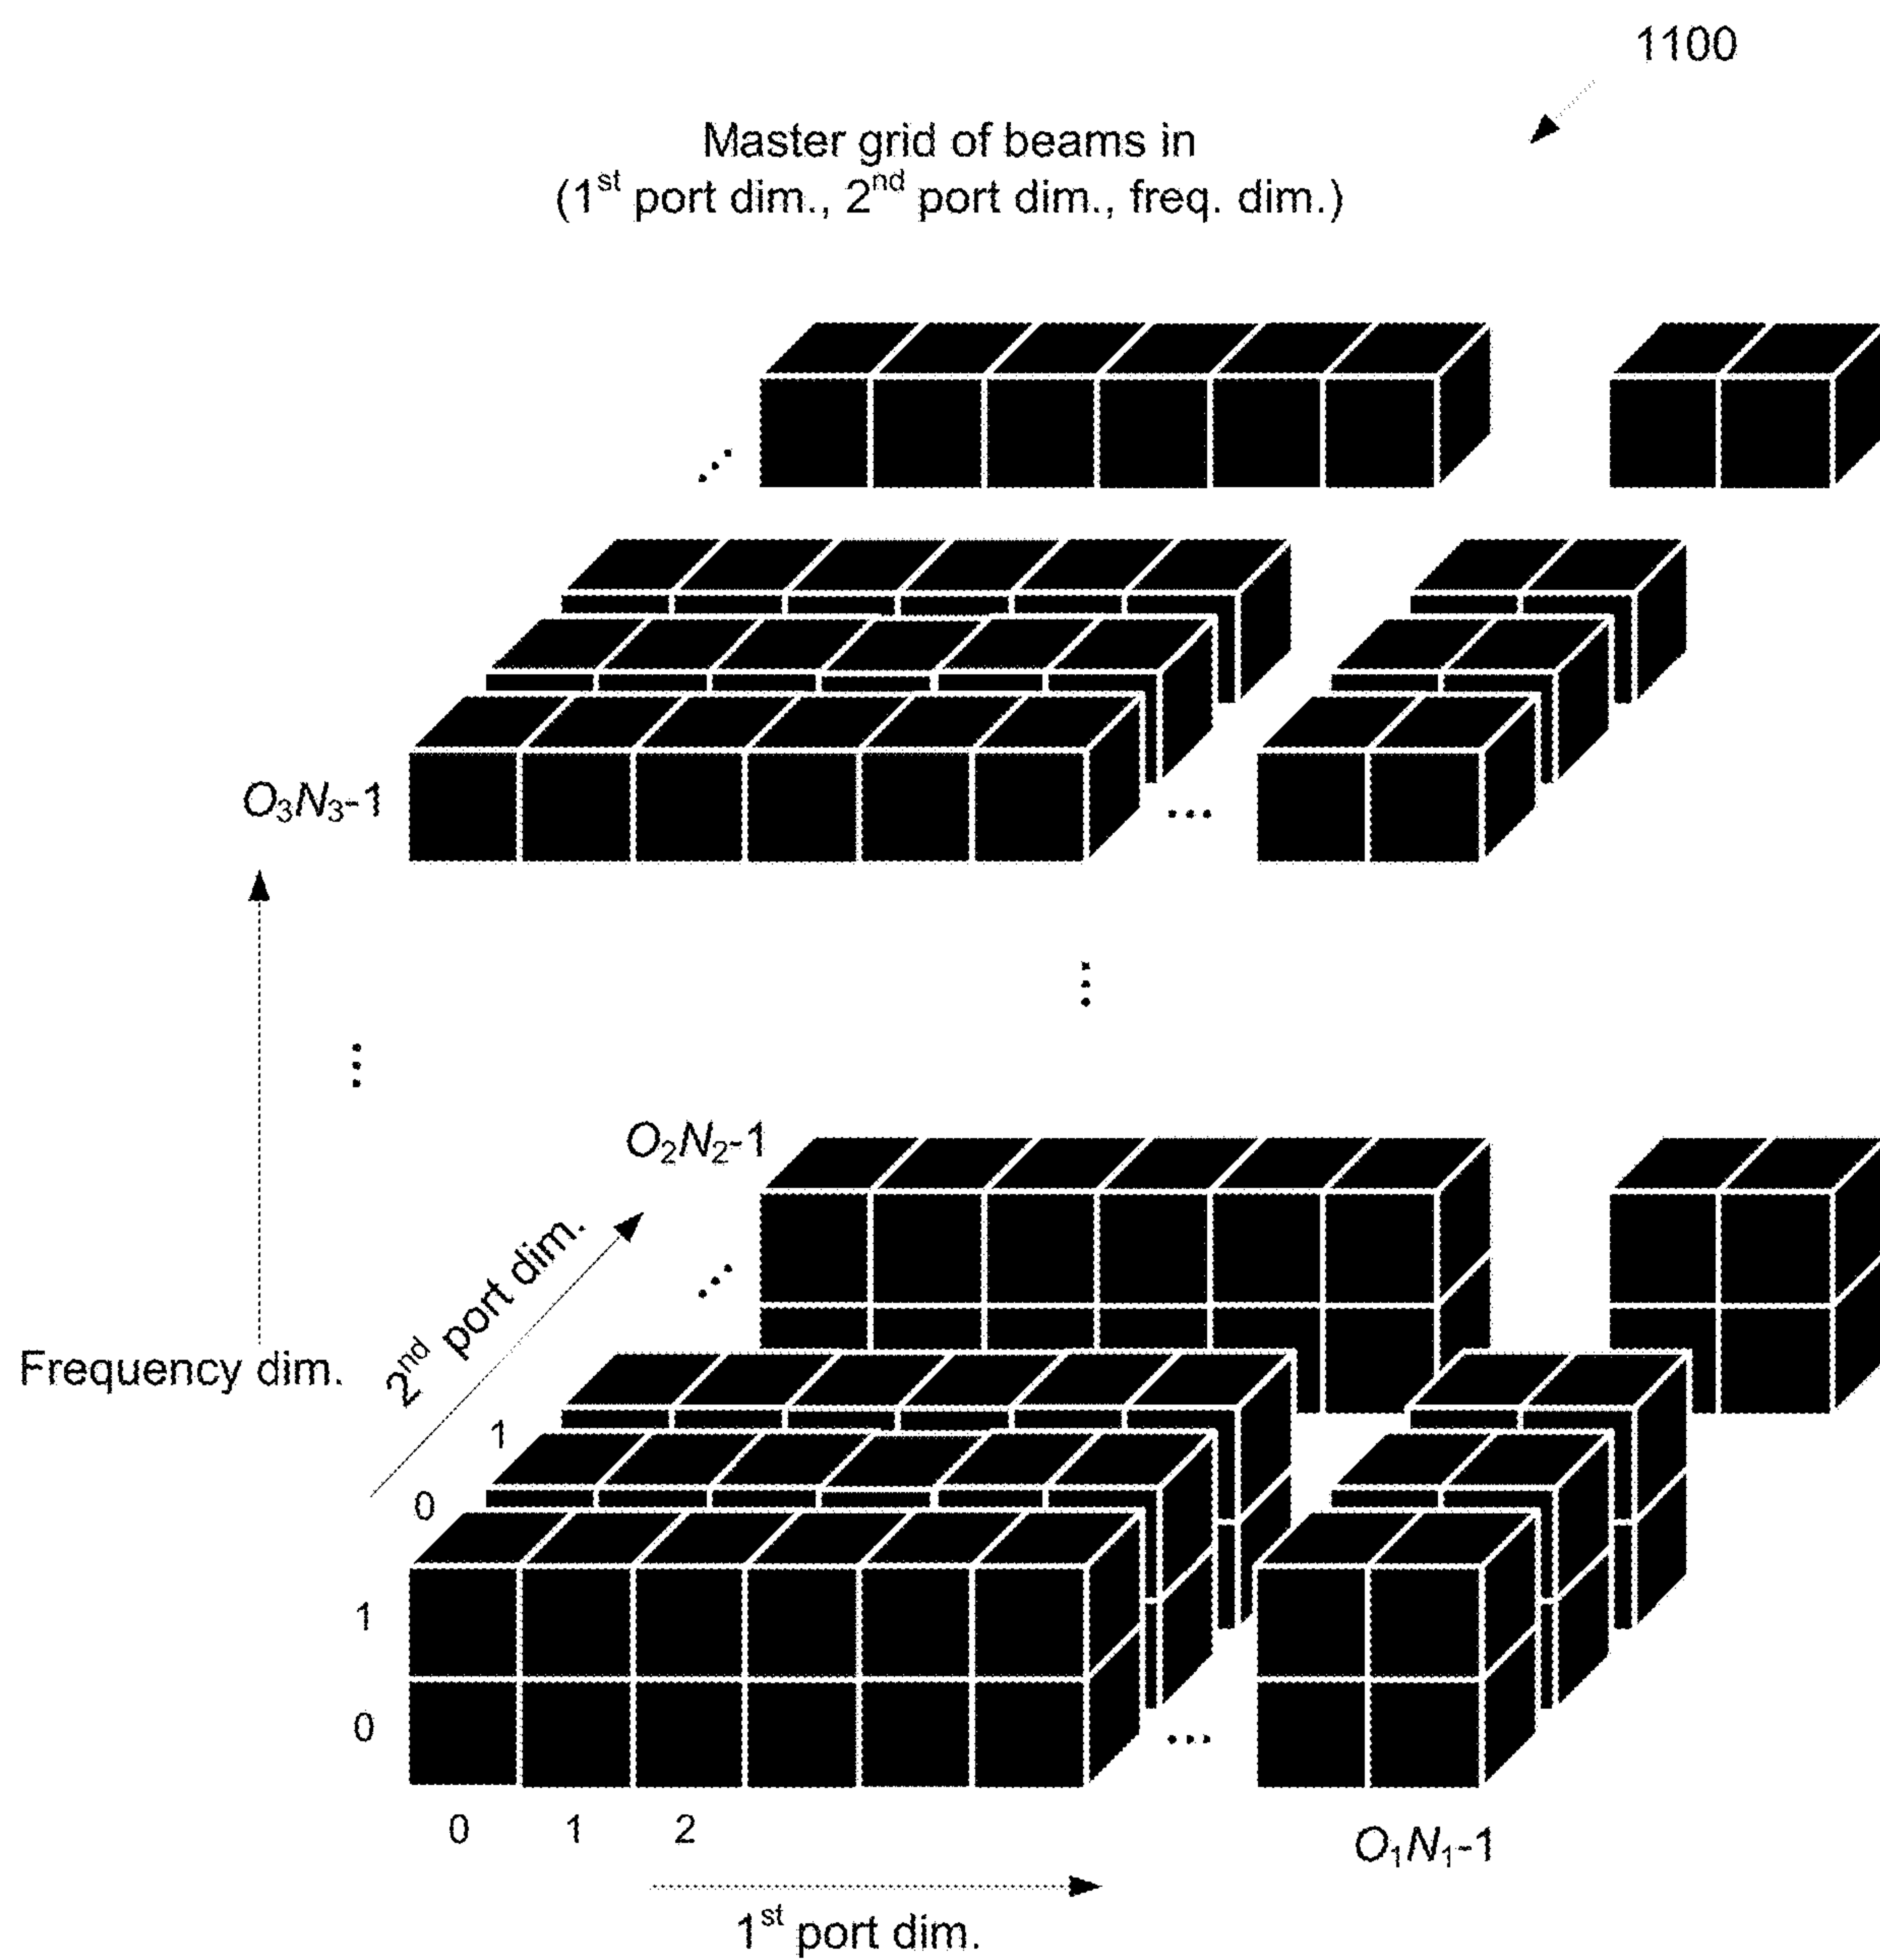 1100
Master grid of beams in
(1st port dim., 2nd port dim., freq. dim.)
O₃N₃-1
...
...
...
...
O₂N₂-1
...
2nd port dim.
Frequency dim.
1
0
1
0
...
0 1 2
O₁N₁-1
1st port dim.